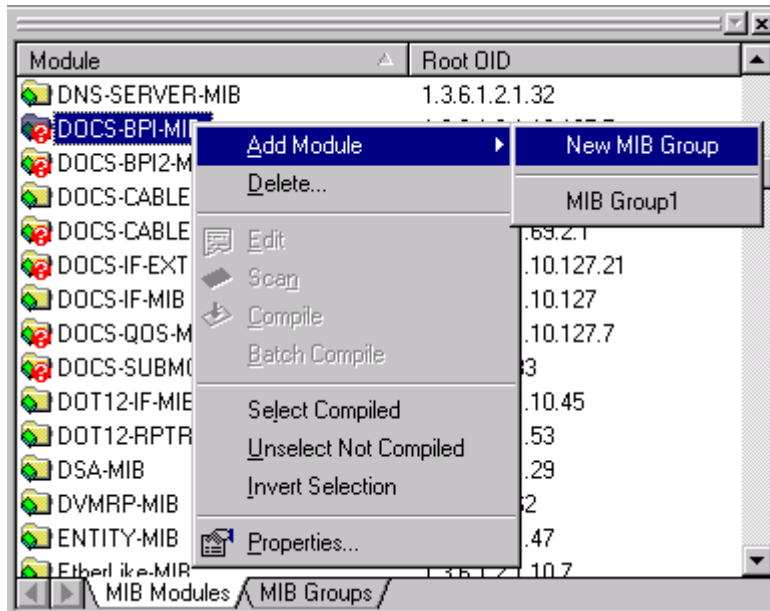 Module Root OID
DNS-SERVER-MIB 1.3.6.1.2.1.32
DOCS-BPI-MI
Add Module New MIB Group
DOCS-BPI2-M
Delete...
DOCS-CABLE
MIB Group1
DOCS-CABLE Edit .69.2.1
DOCS-IF-EXT Scan .10.127.21
DOCS-IF-MIB Compile .10.127
DOCS-QOS-M .10.127.7
Batch Compile
DOCS-SUBM
DOT12-IF-MIB Select Compiled .10.45
DOT12-RPTR .53
Unselect Not Compiled
DSA-MIB Invert Selection .29
DVMRP-MIB
ENTITY-MIB Properties... .47
EtherLike-MIB 1.3.6.1.2.1.10.7
MIB Modules MIB Groups